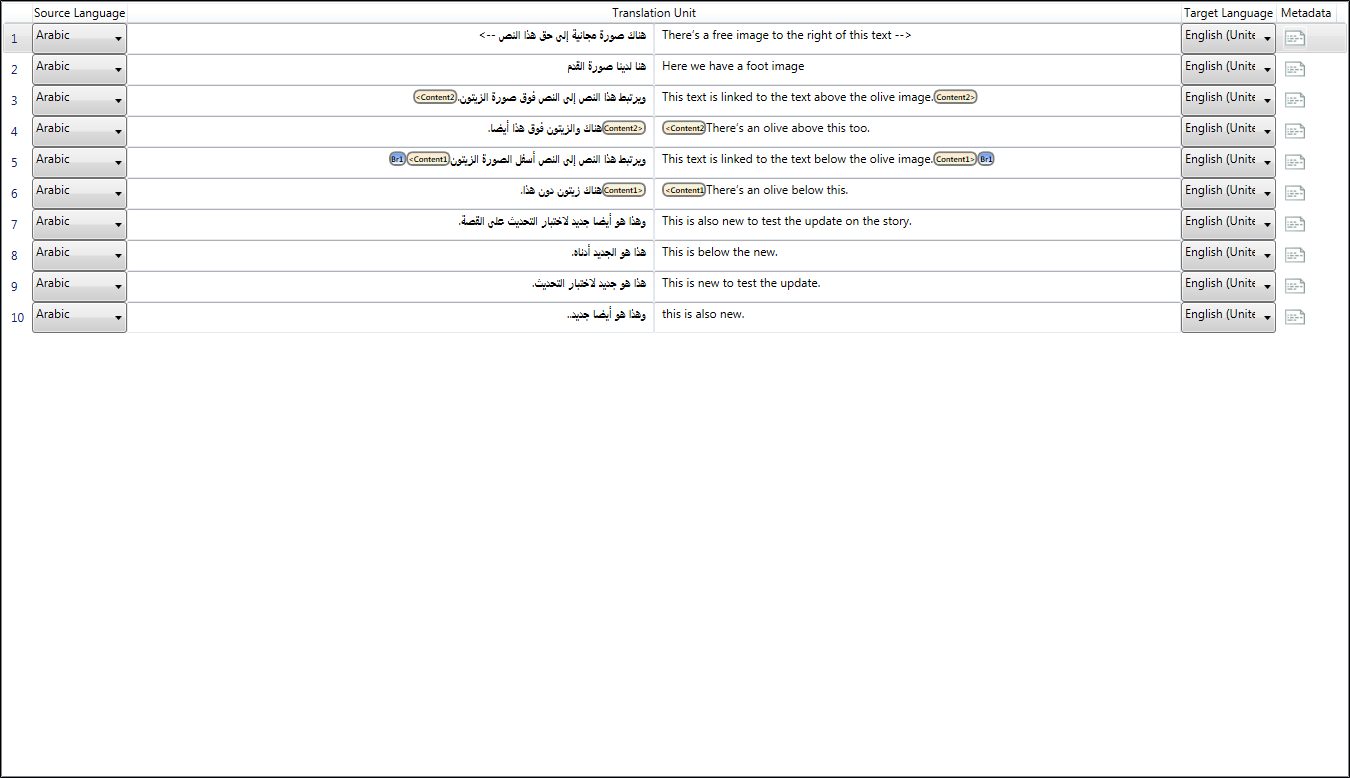 Source Language Translation Unit Target Language Metadata
1 Arabic هناك صورة مجانية إلى حق هذا النص --> There's a free image to the right of this text --> English (Unite
2 Arabic هنا لدينا صورة القدم Here we have a foot image English (Unite
3 Arabic ويرتبط هذا النص إلى النص فوق صورة الزيتون.<Content2 This text is linked to the text above the olive image.Content2> English (Unite
4 Arabic Content2>هناك والزيتون فوق هذا أيضا. <Content2There's an olive above this too. English (Unite
5 Arabic ويرتبط هذا النص إلى النص أسفل الصورة الزيتون<Content1 Br1 This text is linked to the text below the olive image.Content1> Br1 English (Unite
6 Arabic Content1>هناك زيتون دون هذا. <Content1There's an olive below this. English (Unite
7 Arabic وهذا هو أيضا جديد لاختبار التحديث على القصة. This is also new to test the update on the story. English (Unite
8 Arabic هذا هو الجديد أدناه. This is below the new. English (Unite
9 Arabic هذا هو جديد لاختبار التحديث. This is new to test the update. English (Unite
10 Arabic وهذا هو أيضا جديد.. this is also new. English (Unite